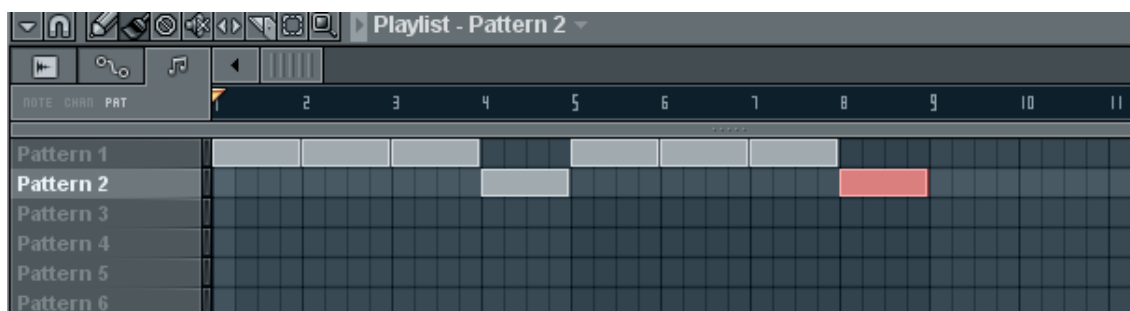 Playlist - Pattern 2
NOTE CHAN PAT
1 2 3 4 5 6 7 8 9 10 11
Pattern 1
Pattern 2
Pattern 3
Pattern 4
Pattern 5
Pattern 6